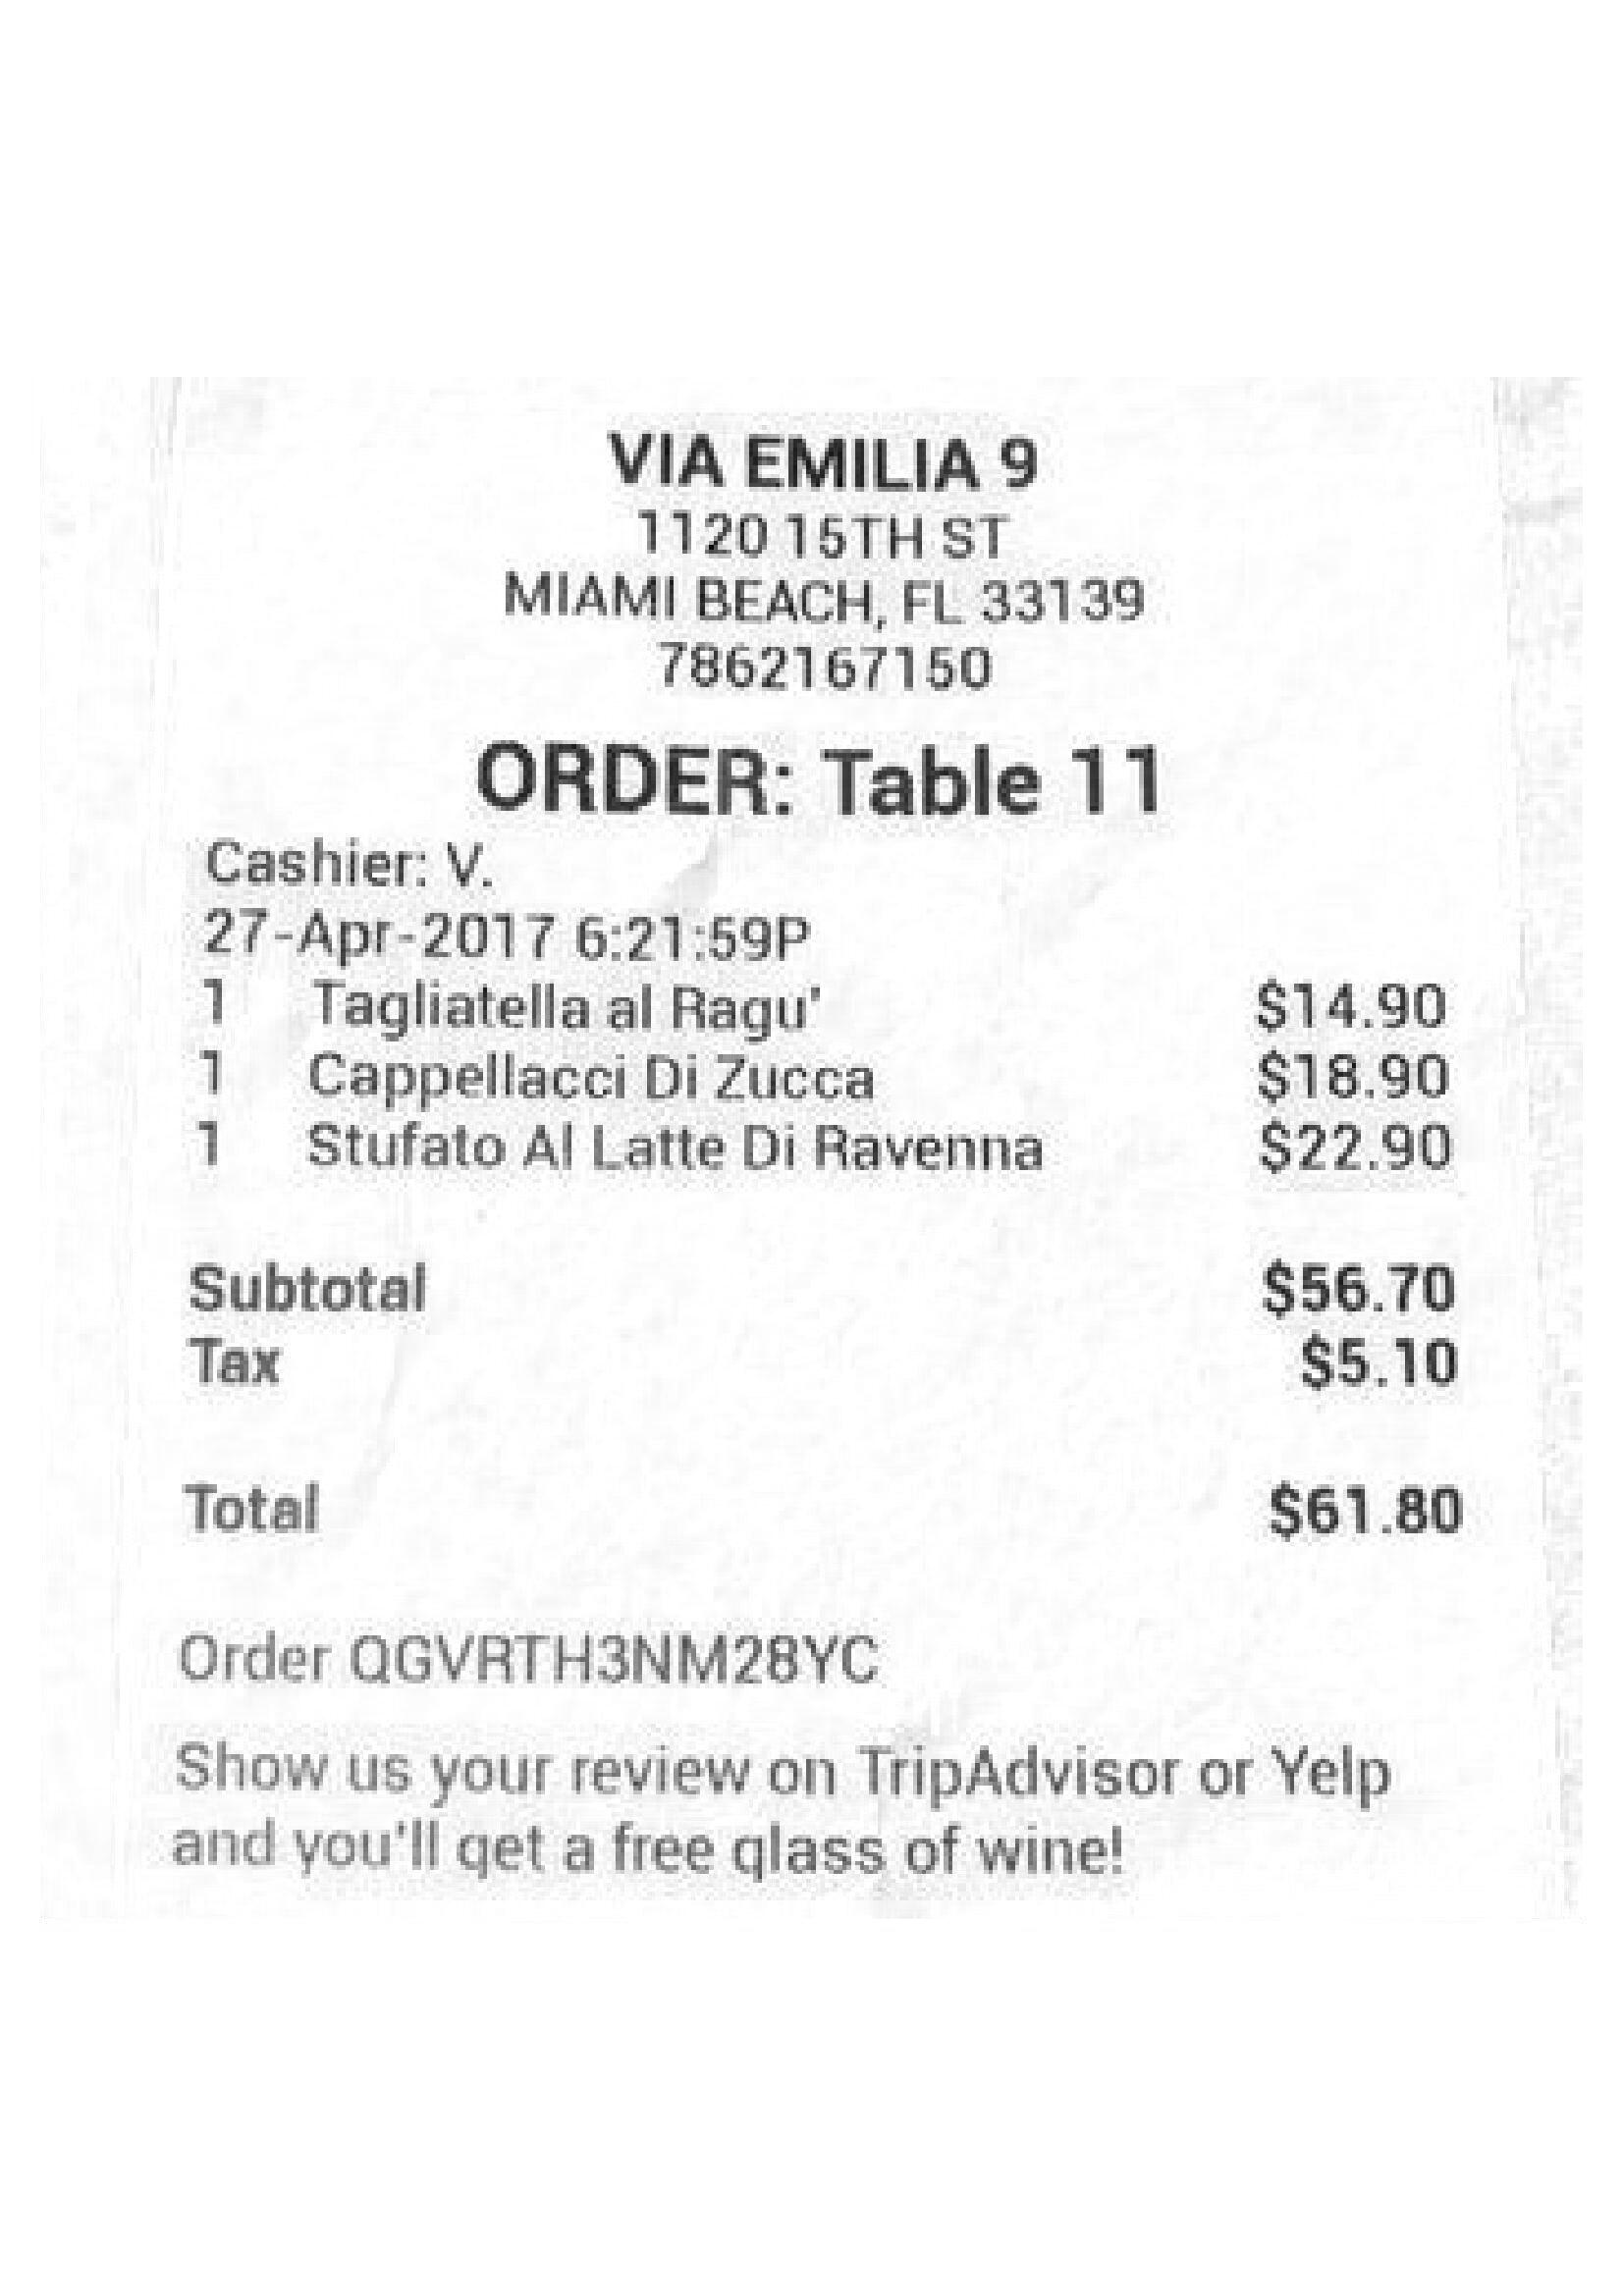 VIA EMILIA 9
1120 15TH ST
MIAMI BEACH, FL 33139
7862167150
ORDER: Table 11
Cashier: V.
27-Apr-2017 6:21:59P
1 Tagliatella al Ragu' $14.90
1 Cappellacci Di Zucca $18.90
1 Stufato Al Latte Di Ravenna $22.90
Subtotal $56.70
Tax $5.10
Total $61.80
Order QGVRTH3NM28YC
Show us your review on TripAdvisor or Yelp
and you'll get a free glass of wine!